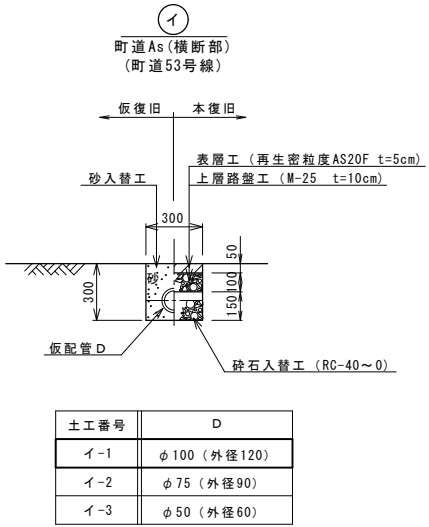 イ
町道As(横断部)
(町道53号線)
仮復旧 本復旧
表層工 (再生密粒度AS20F t=5cm)
砂入替工 上層路盤工 (M-25 t=10cm)
300
50
100
150
300
砂
仮配管D
砕石入替工 (RC-40～0)
土工番号 D
イ-1 φ100 (外径120)
イ-2 φ75 (外径90)
イ-3 φ50 (外径60)